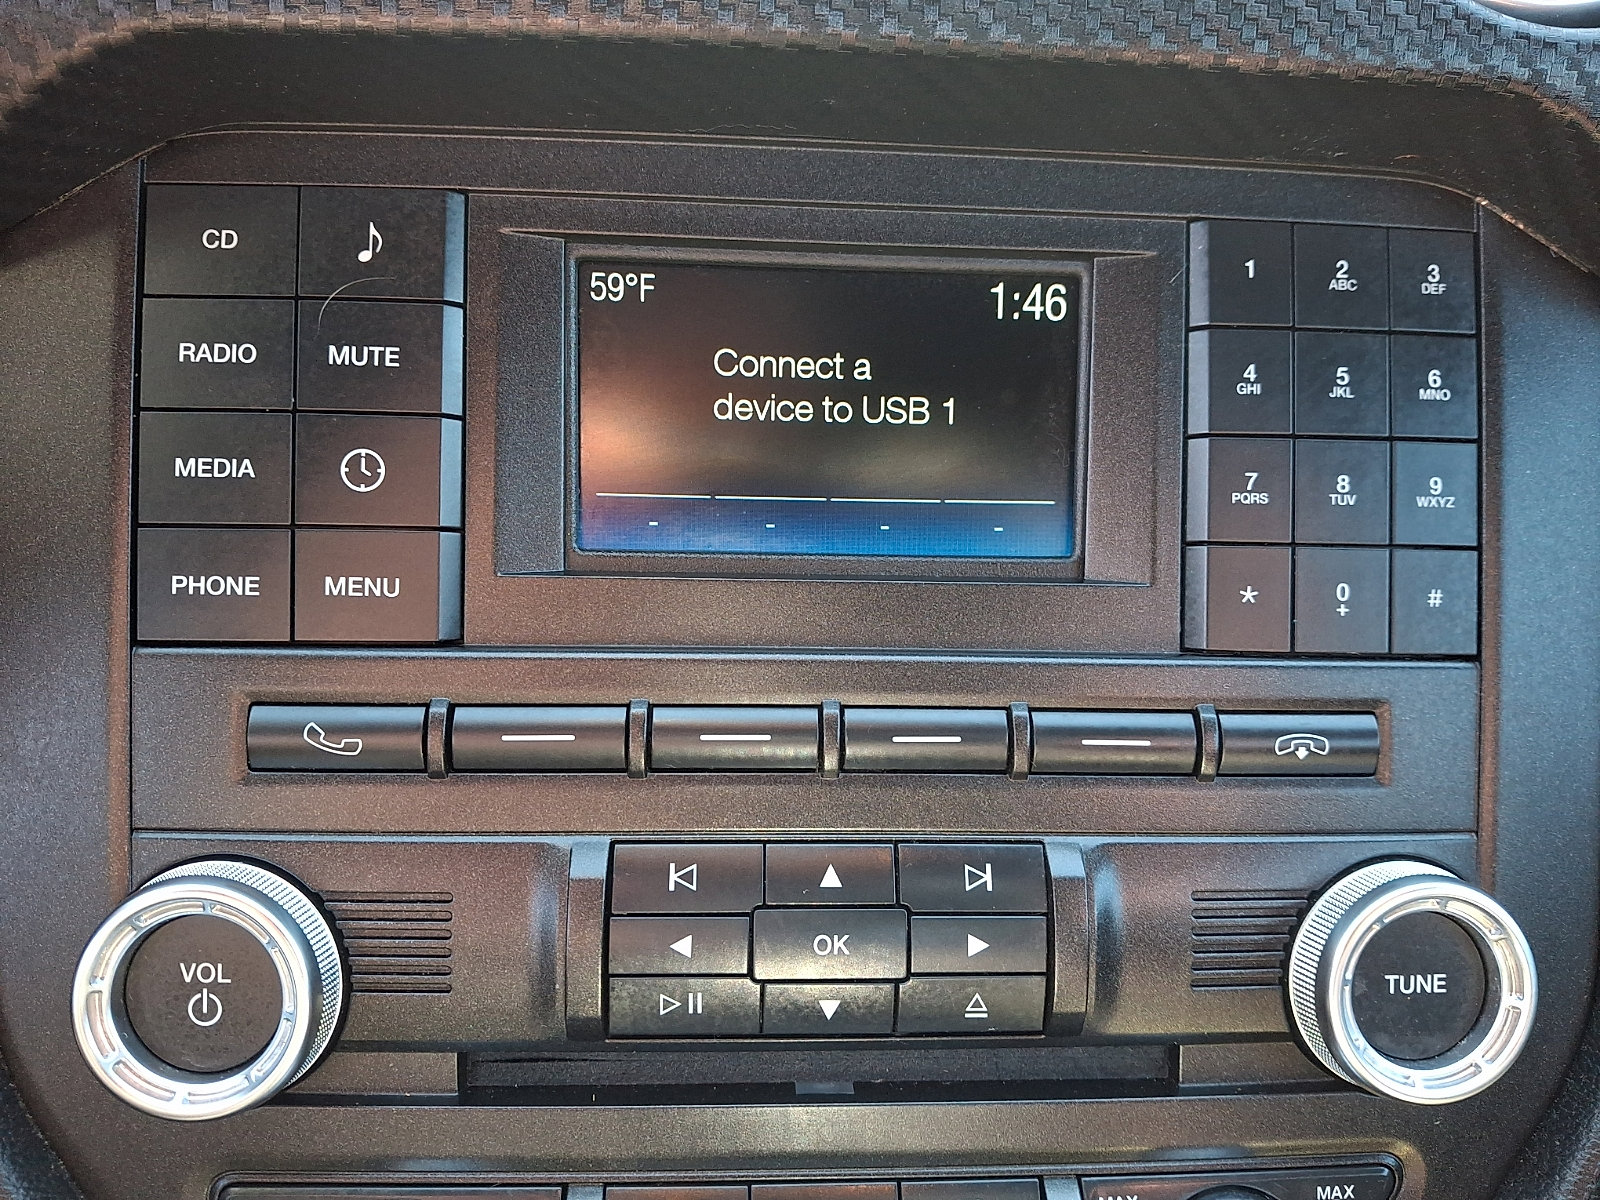 CD
RADIO
MUTE
MEDIA
PHONE
MENU
59°F
1:46
Connect a
device to USB 1
1
2
ABC
3
DEF
4
GHI
5
JKL
6
MNO
7
PQRS
8
TUV
9
WXYZ
*
0
+
#
VOL
OK
TUNE
MAX
MAX